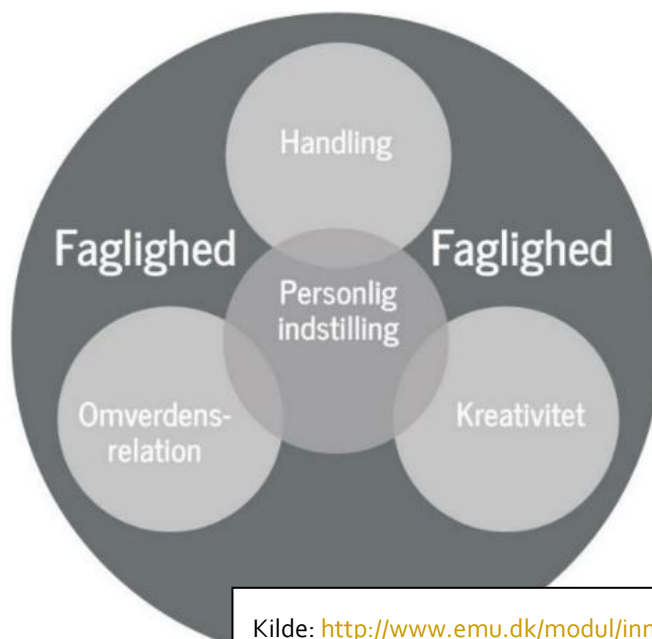 Handling
Faglighed
Faglighed
Personlig
indstilling
Omverdens-
relation
Kreativitet
Kilde: http://www.emu.dk/modul/inn